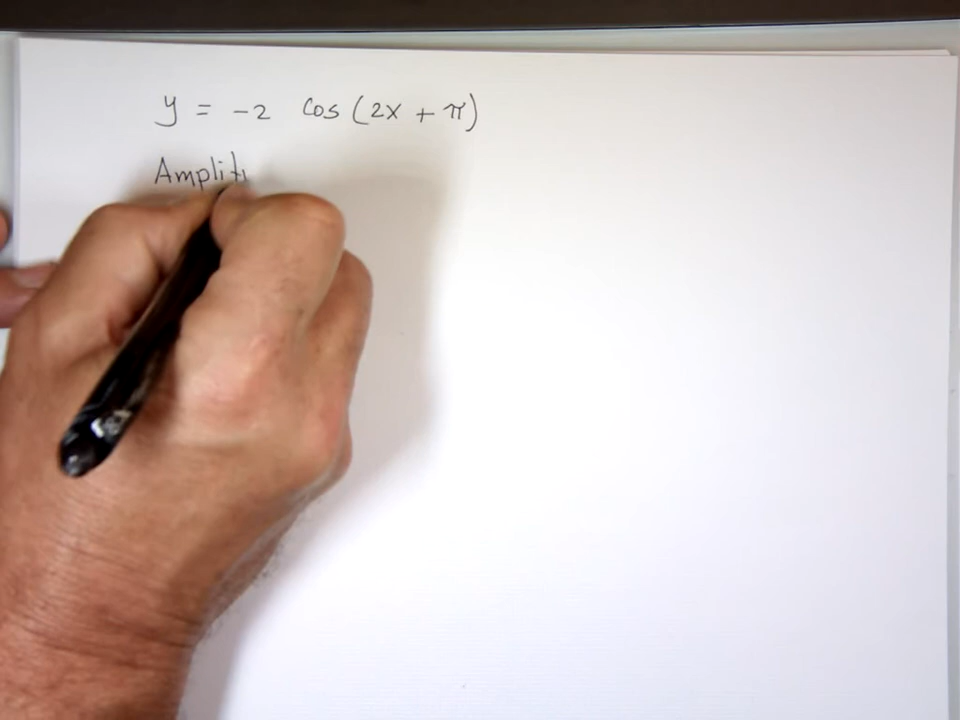 y = -2 cos (2x + π)
Amplit